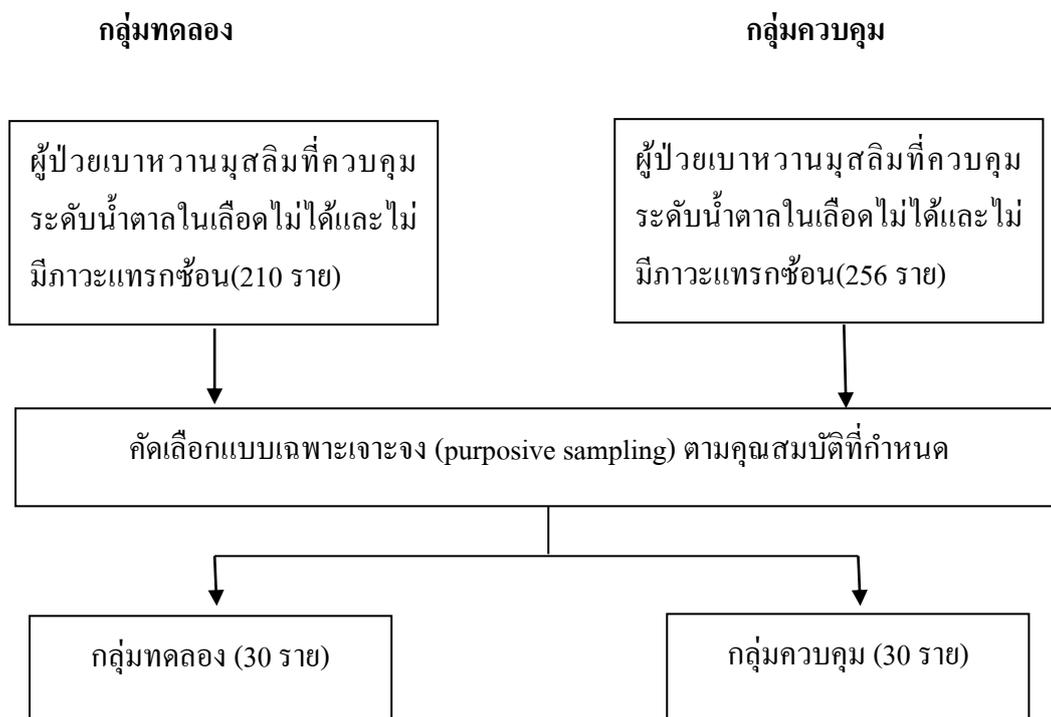 กลุ่มทดลอง
กลุ่มควบคุม
ผู้ป่วยเบาหวานมุสลิมที่ควบคุม
ระดับน้ำตาลในเลือดไม่ได้และไม่
มีภาวะแทรกซ้อน(210 ราย)
ผู้ป่วยเบาหวานมุสลิมที่ควบคุม
ระดับน้ำตาลในเลือดไม่ได้และไม่
มีภาวะแทรกซ้อน(256 ราย)
คัดเลือกแบบเฉพาะเจาะจง (purposive sampling) ตามคุณสมบัติที่กำหนด
กลุ่มทดลอง (30 ราย)
กลุ่มควบคุม (30 ราย)